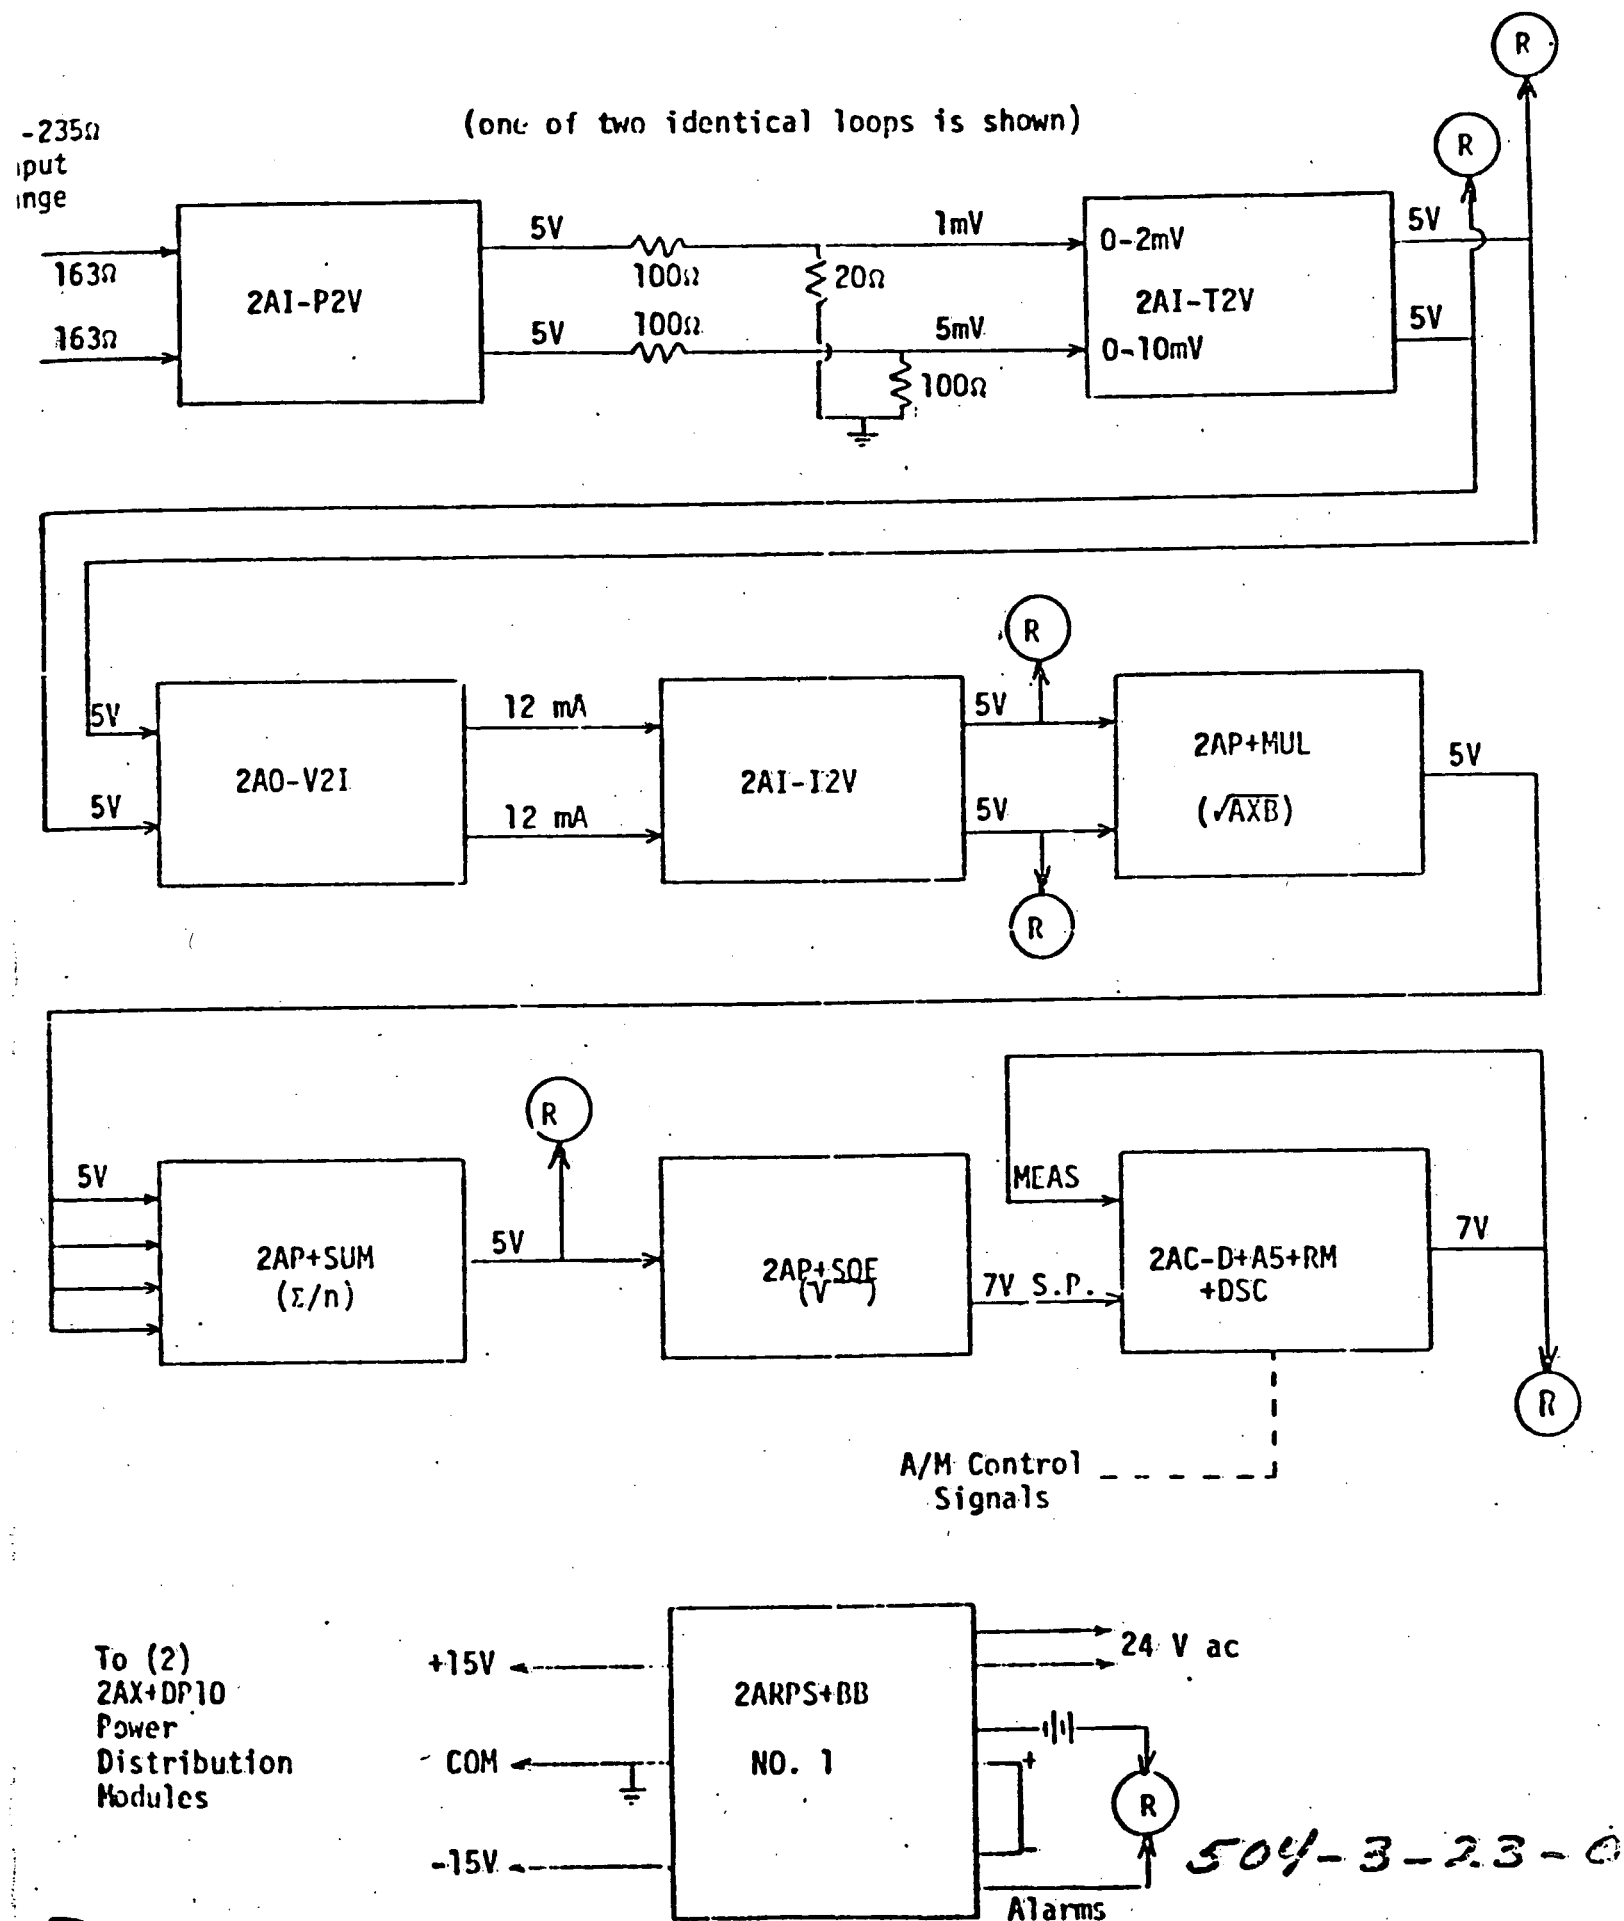 (one of two identical loops is shown)
-235Ω
R
R
163Ω
163Ω
2AI-P2V
5V
100Ω
5V
100Ω
20Ω
100Ω
1mV
5mV
0-2mV
2AI-T2V
0-10mV
5V
5V
5V
5V
2AO-V2I
12 mA
12 mA
2AI-I2V
5V
R
5V
R
2AP+MUL
(√AXB)
5V
5V
2AP+SUM
(Σ/n)
5V
R
(√ )
7V S.P.
MEAS
2AC-D+A5+RM
+DSC
7V
R
A/M Control
Signals
To (2)
2AX+DP10
Power
Distribution
Modules
+15V
COM
-15V
2ARPS+BB
NO. 1
24 V ac
+
-
R
Alarms
504-3-23-0